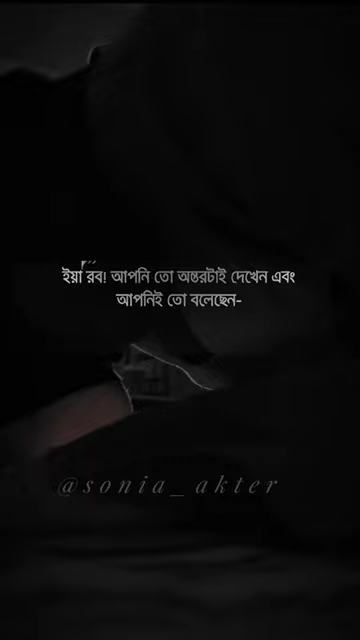 ইয়া রব! আপনি তো অন্তরটাই দেখেন এবং
আপনিই তো বলেছেন-
@sonia_akter